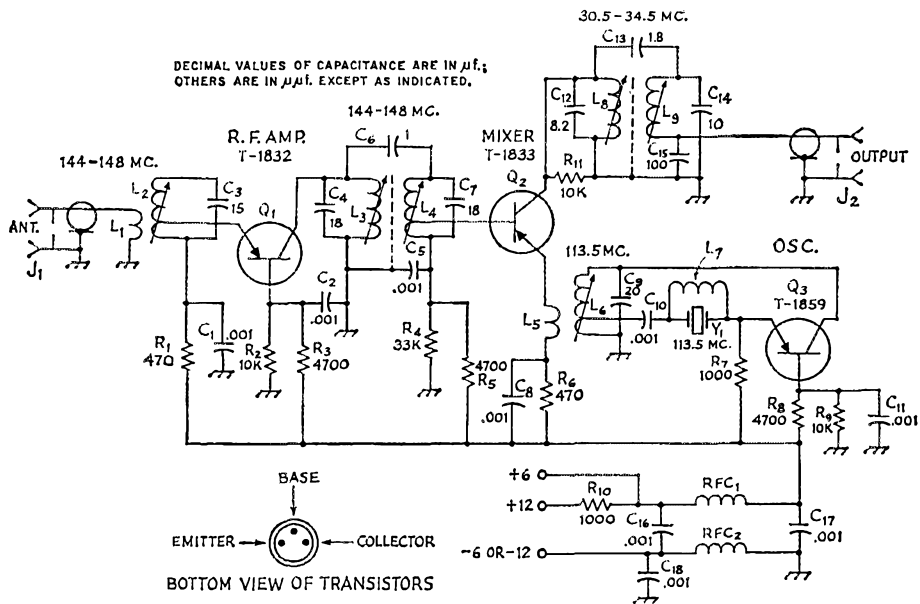 30.5-34.5 MC.
C13 1.8
DECIMAL VALUES OF CAPACITANCE ARE IN µf.;
OTHERS ARE IN µµf. EXCEPT AS INDICATED.
144-148 MC.
C6 1
R.F. AMP.
T-1832
MIXER
T-1833
144-148 MC.
C12
8.2
L8
L9
C14
10
C15
100
R11
10K
Q2
OUTPUT
J2
L2
C3
15
Q1
C4
18
L3
L4
C7
18
ANT.
J1
L1
C5
.001
C2
.001
113.5 MC.
L7
OSC.
Q3
T-1859
C9
20
C10
.001
L6
Y1
113.5 MC.
L5
R1
470
C1
.001
R2
10K
R3
4700
R4
33K
4700
R5
C8
.001
R6
470
R7
1000
R8
4700
R9
10K
C11
.001
+6
+12
R10
1000
RFC1
C16
.001
C17
.001
-6 OR -12
RFC2
C18
.001
BASE
EMITTER
COLLECTOR
BOTTOM VIEW OF TRANSISTORS